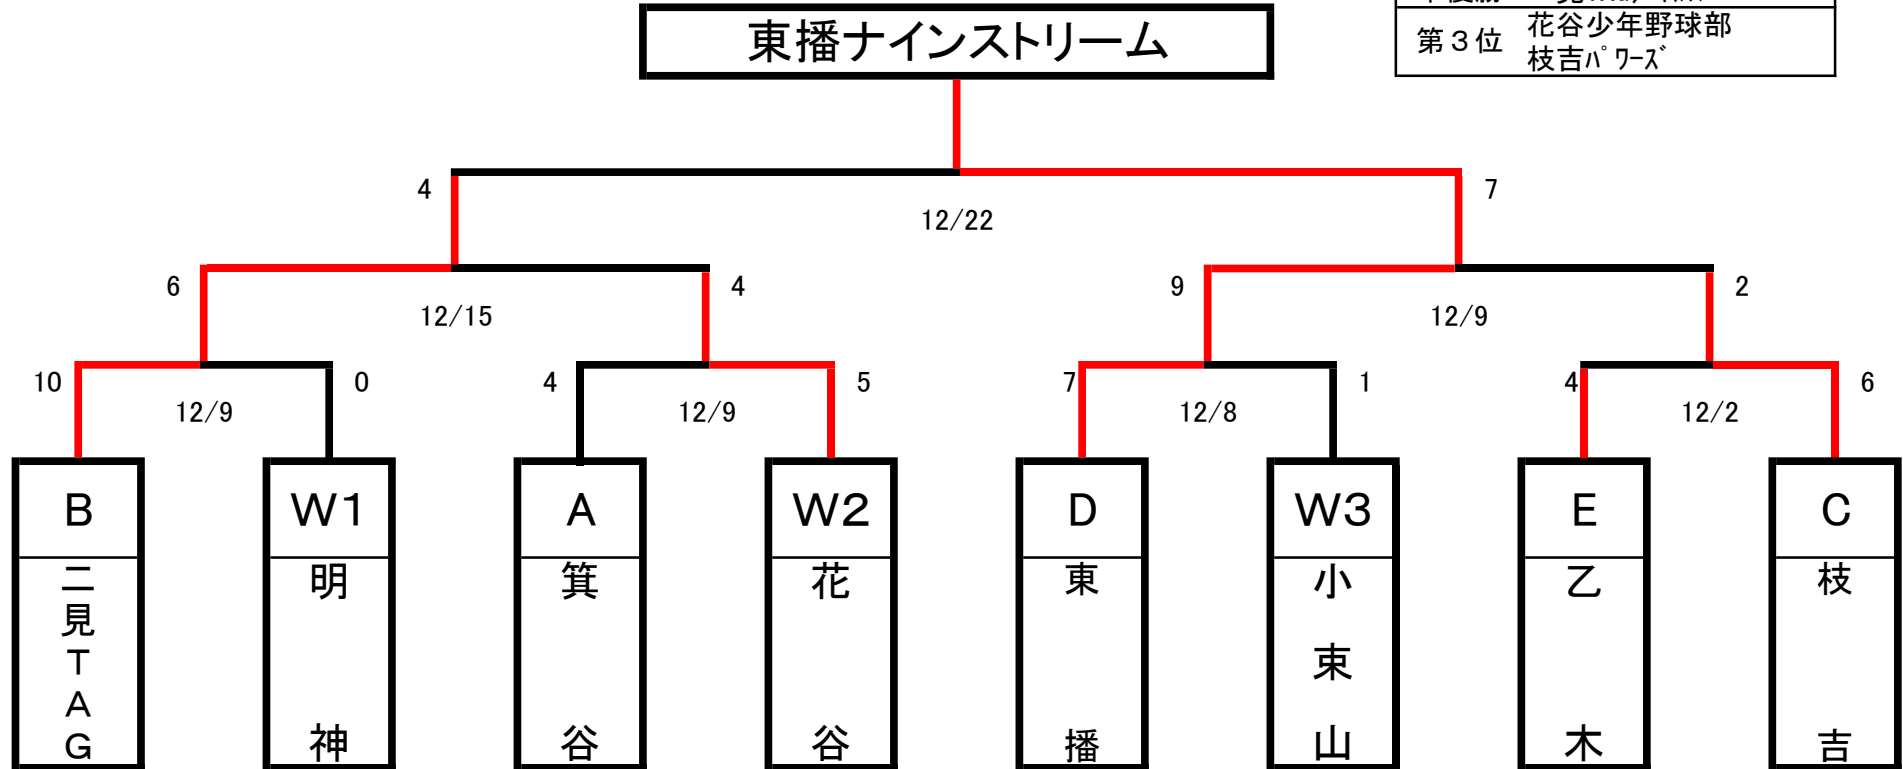 東播ナインストリーム
第３位
花谷少年野球部
枝吉ﾊﾟﾜｰｽﾞ
4
7
12/22
6
4
9
2
12/15
12/9
10
0
4
5
7
1
4
6
12/9
12/9
12/8
12/2
B
W1
A
W2
D
W3
E
C
二見TAG
明神
箕谷
花谷
東播
小東山
乙木
枝吉